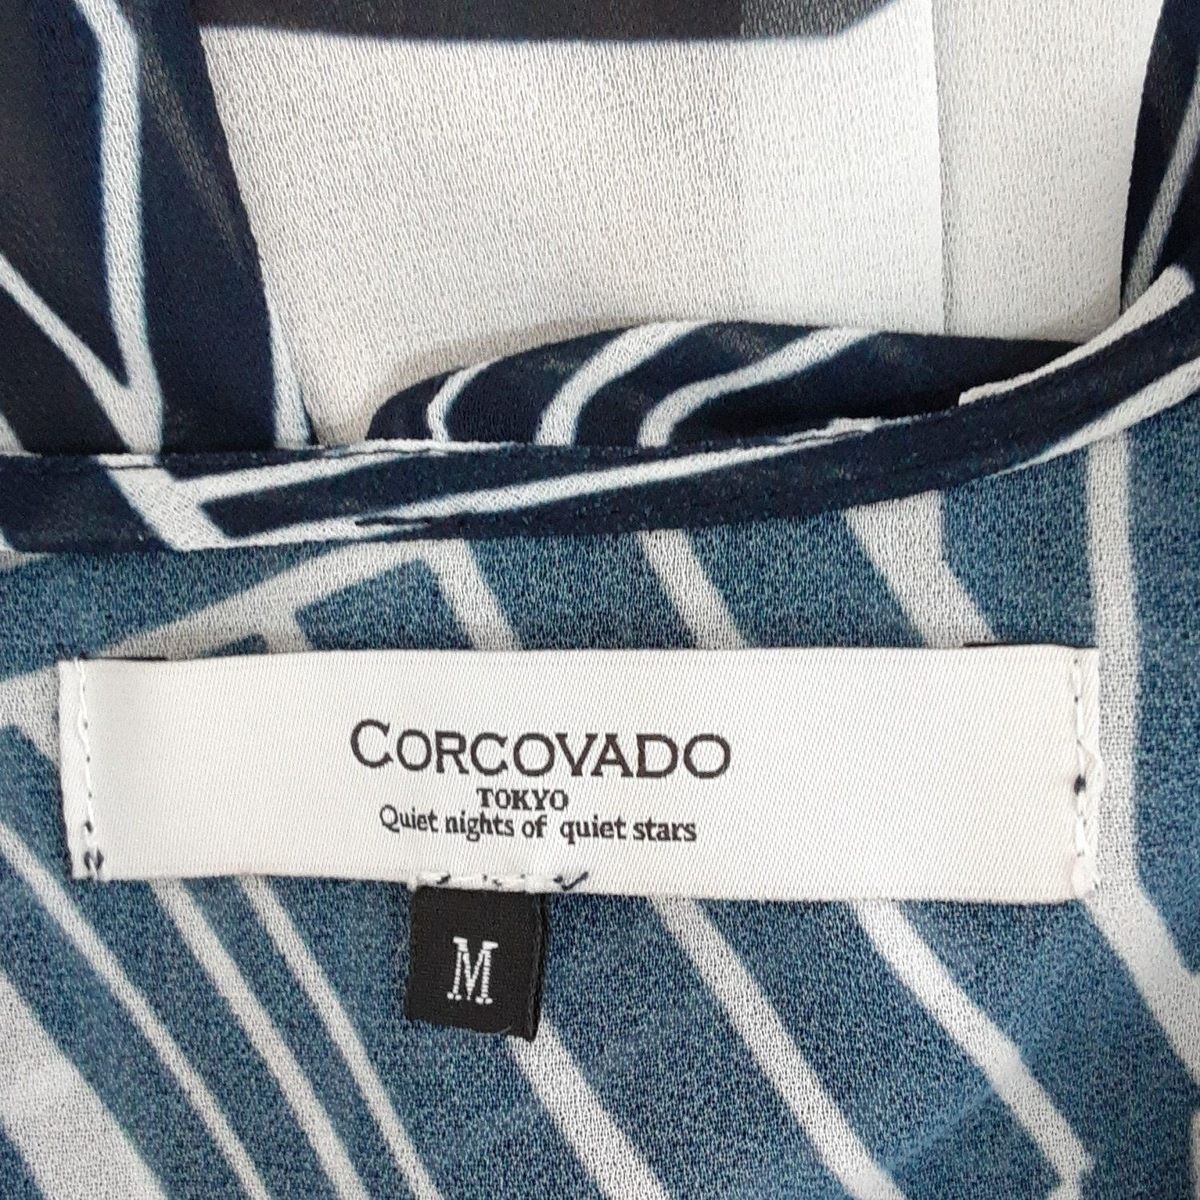 CORCOVADO
TOKYO
Quiet nights of quiet stars
M